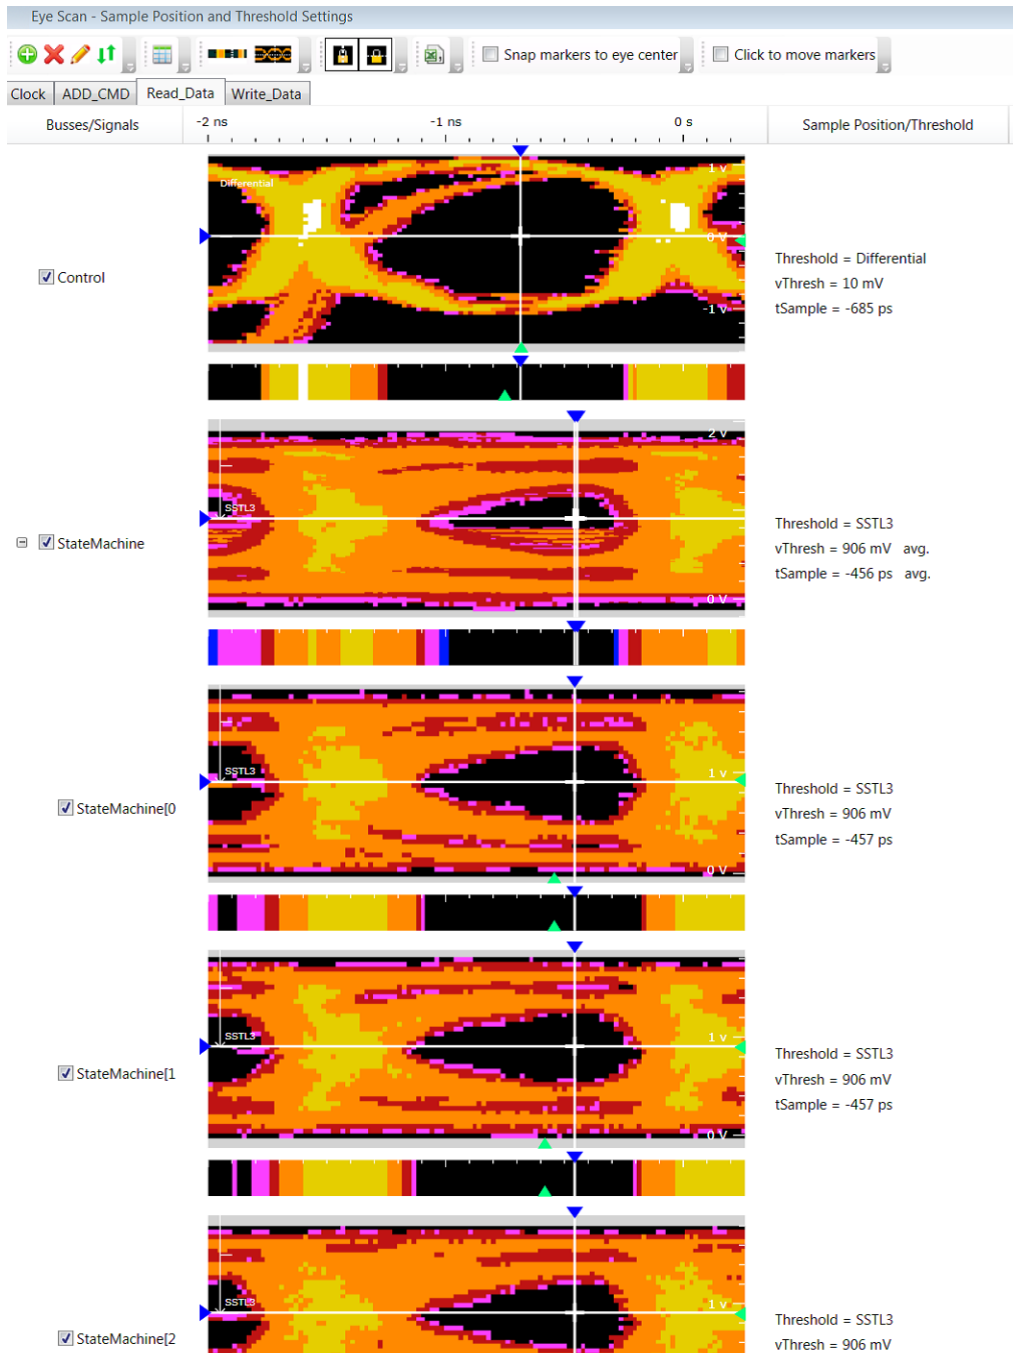 Eye Scan - Sample Position and Threshold Settings
Snap markers to eye center
Click to move markers
Clock
ADD_CMD
Read_Data
Write_Data
Busses/Signals
-2 ns
-1 ns
0 s
Sample Position/Threshold
Differential
1 V
0 V
-1 V
Control
Threshold = Differential
vThresh = 10 mV
tSample = -685 ps
2 V
SSTL3
0 V
StateMachine
Threshold = SSTL3
vThresh = 906 mV avg.
tSample = -456 ps avg.
SSTL3
1 v
0 V
StateMachine[0
Threshold = SSTL3
vThresh = 906 mV
tSample = -457 ps
SSTL3
1 v
0 V
StateMachine[1
Threshold = SSTL3
vThresh = 906 mV
tSample = -457 ps
SSTL3
1 v
StateMachine[2
Threshold = SSTL3
vThresh = 906 mV